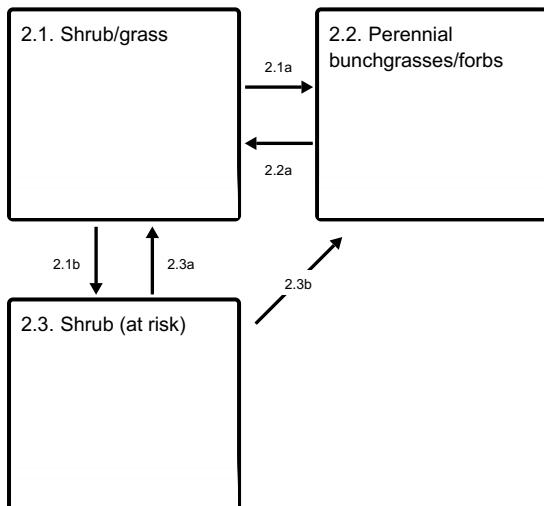 2.1. Shrub/grass
2.2. Perennial
bunchgrasses/forbs
2.1a
2.2a
2.1b
2.3a
2.3b
2.3. Shrub (at risk)